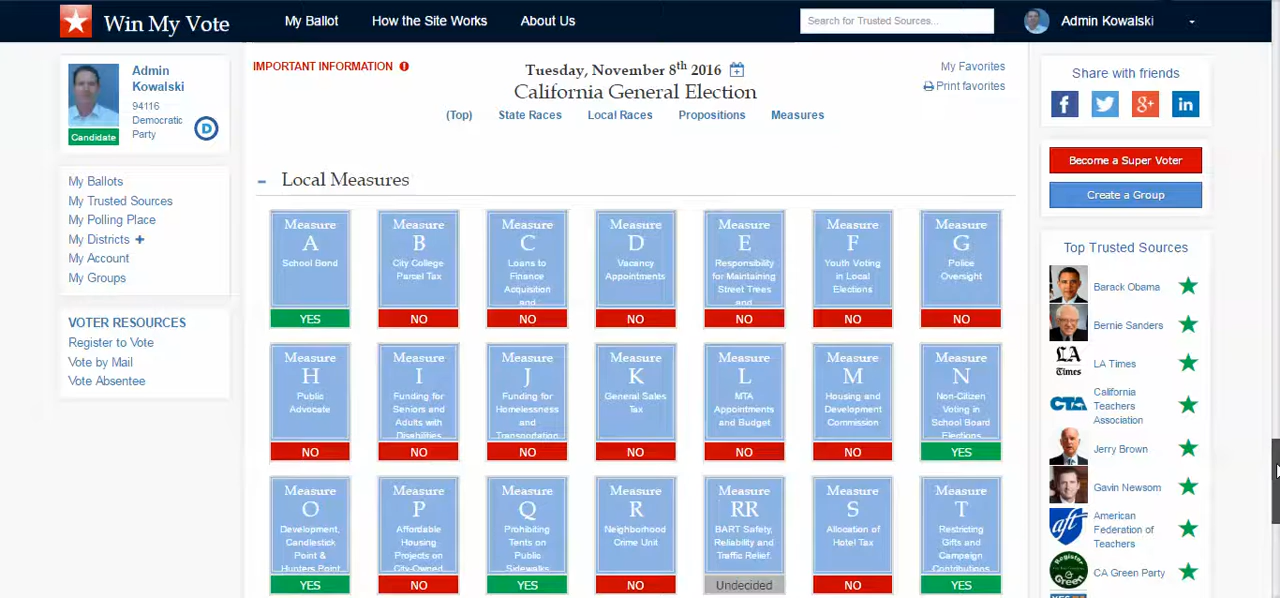 Win My Vote
My Ballot
How the Site Works
About Us
Search for Trusted Sources...
Admin Kowalski
Admin
Kowalski
94116
Democratic
Party
D
Candidate
My Ballots
My Trusted Sources
My Polling Place
My Districts +
My Account
My Groups
VOTER RESOURCES
Register to Vote
Vote by Mail
Vote Absentee
IMPORTANT INFORMATION
Tuesday, November 8th 2016
California General Election
(Top) State Races Local Races Propositions Measures
My Favorites
Print favorites
– Local Measures
Measure
A
School Bond
YES
Measure
B
City College
Parcel Tax
NO
Measure
C
Loans to
Finance
Acquisition
and
NO
Measure
D
Vacancy
Appointments
NO
Measure
E
Responsibility
for Maintaining
Street Trees
and
NO
Measure
F
Youth Voting
in Local
Elections
NO
Measure
G
Police
Oversight
NO
Measure
H
Public
Advocate
NO
Measure
I
Funding for
Seniors and
Adults with
Disabilities
NO
Measure
J
Funding for
Homelessness
and
Transportation
NO
Measure
K
General Sales
Tax
NO
Measure
L
MTA
Appointments
and Budget
NO
Measure
M
Housing and
Development
Commission
NO
Measure
N
Non-Citizen
Voting in
School Board
Elections
YES
Measure
O
Development,
Candlestick
Point &
Hunters Point
YES
Measure
P
Affordable
Housing
Projects on
City-Owned
NO
Measure
Q
Prohibiting
Tents on
Public
Sidewalks
YES
Measure
R
Neighborhood
Crime Unit
NO
Measure
RR
BART Safety,
Reliability and
Traffic Relief.
Undecided
Measure
S
Allocation of
Hotel Tax
NO
Measure
T
Restricting
Gifts and
Campaign
Contributions
YES
Share with friends
Become a Super Voter
Create a Group
Top Trusted Sources
Barack Obama
Bernie Sanders
LA
Times
LA Times
CTA
California
Teachers
Association
Jerry Brown
Gavin Newsom
aft
American
Federation of
Teachers
Register
Green
CA Green Party